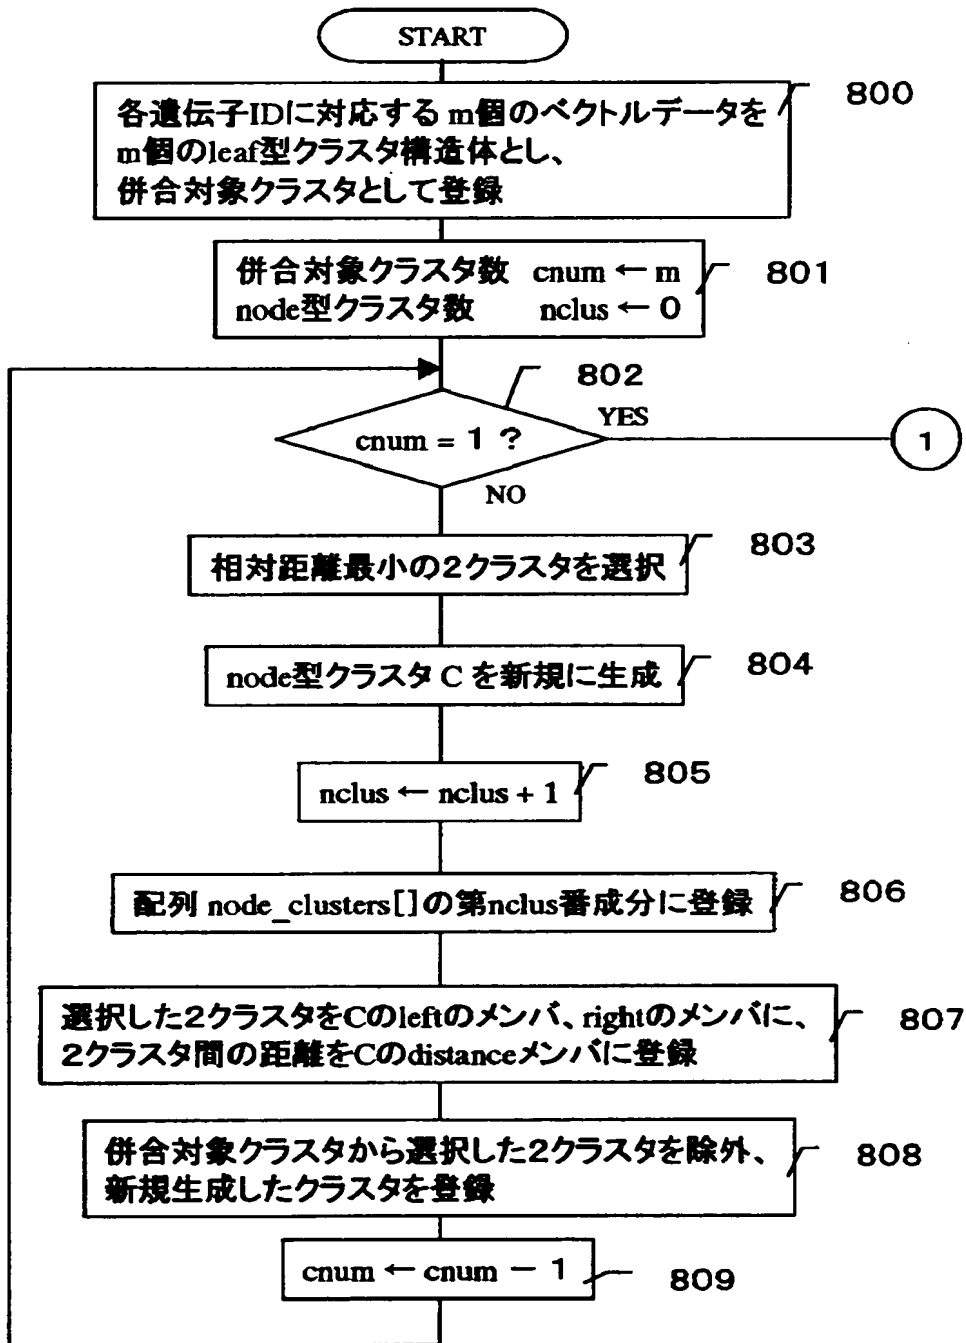 START
各遺伝子IDに対応する m個のベクトルデータを
m個のleaf型クラスタ構造体とし、
併合対象クラスタとして登録
800
併合対象クラスタ数 cnum ← m
node型クラスタ数 nclus ← 0
801
802
cnum = 1 ?
YES
1
NO
相対距離最小の2クラスタを選択
803
node型クラスタ C を新規に生成
804
nclus ← nclus + 1
805
配列 node_clusters[]の第nclus番成分に登録
806
選択した2クラスタをCのleftのメンバ、rightのメンバに、
2クラスタ間の距離をCのdistanceメンバに登録
807
併合対象クラスタから選択した2クラスタを除外、
新規生成したクラスタを登録
808
cnum ← cnum − 1
809